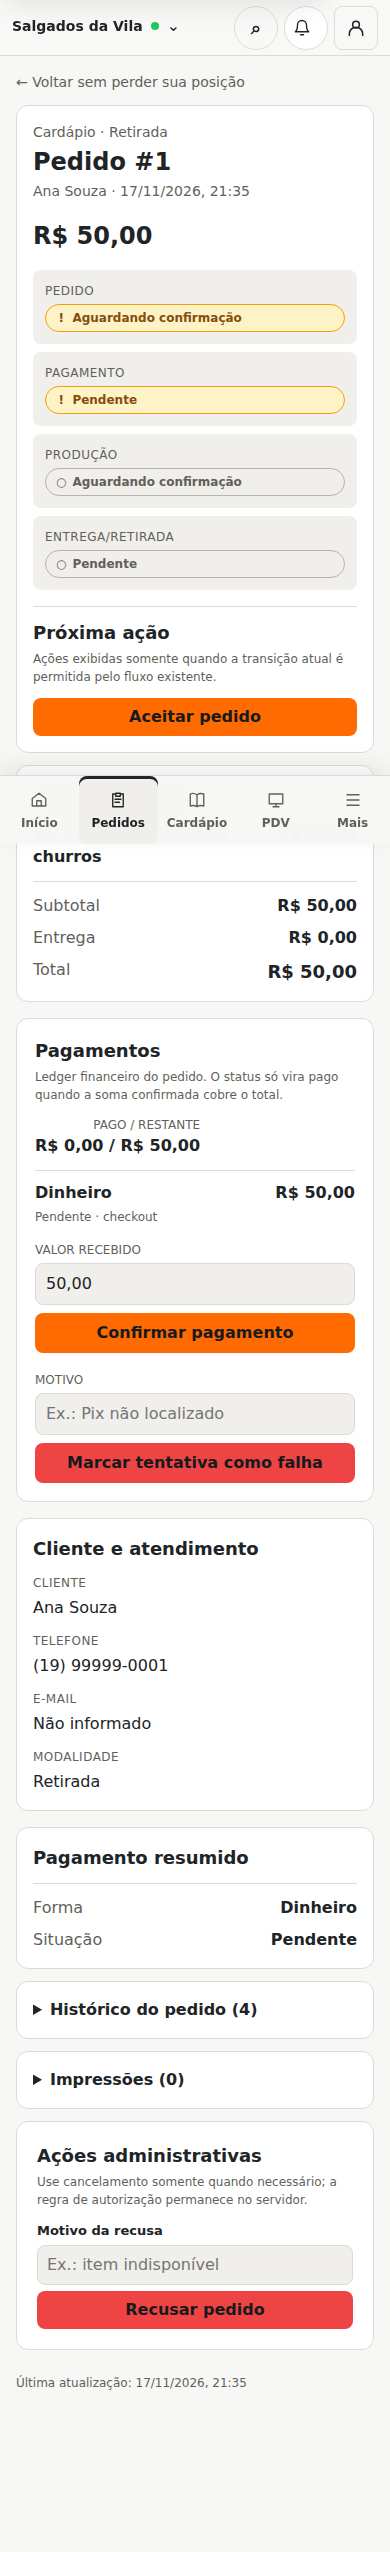 Salgados da Vila
← Voltar sem perder sua posição
Cardápio · Retirada
Pedido #1
Ana Souza · 17/11/2026, 21:35
R$ 50,00
PEDIDO
! Aguardando confirmação
PAGAMENTO
! Pendente
PRODUÇÃO
○ Aguardando confirmação
ENTREGA/RETIRADA
○ Pendente
Próxima ação
Ações exibidas somente quando a transição atual é
permitida pelo fluxo existente.
Aceitar pedido
Início
Pedidos
Cardápio
PDV
Mais
churros
Subtotal R$ 50,00
Entrega R$ 0,00
Total R$ 50,00
Pagamentos
Ledger financeiro do pedido. O status só vira pago
quando a soma confirmada cobre o total.
PAGO / RESTANTE
R$ 0,00 / R$ 50,00
Dinheiro R$ 50,00
Pendente · checkout
VALOR RECEBIDO
50,00
Confirmar pagamento
MOTIVO
Ex.: Pix não localizado
Marcar tentativa como falha
Cliente e atendimento
CLIENTE
Ana Souza
TELEFONE
(19) 99999-0001
E-MAIL
Não informado
MODALIDADE
Retirada
Pagamento resumido
Forma Dinheiro
Situação Pendente
▶ Histórico do pedido (4)
▶ Impressões (0)
Ações administrativas
Use cancelamento somente quando necessário; a
regra de autorização permanece no servidor.
Motivo da recusa
Ex.: item indisponível
Recusar pedido
Última atualização: 17/11/2026, 21:35